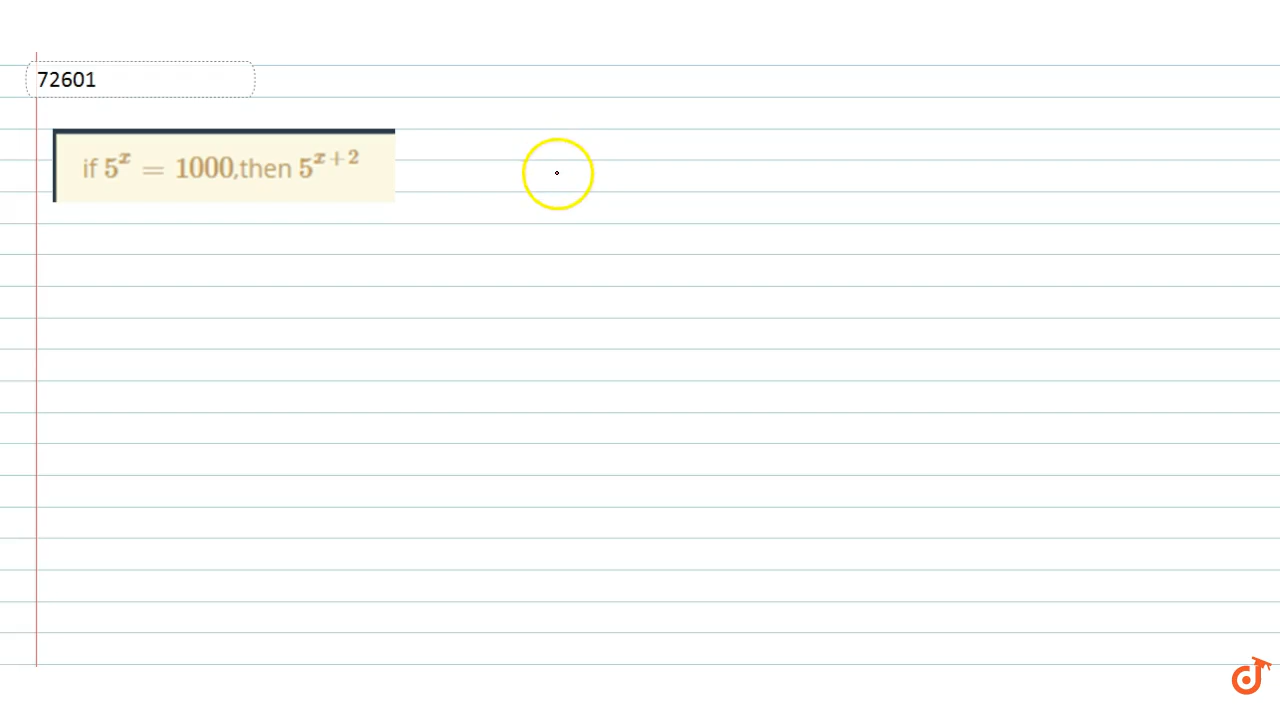 72601
if 5^x = 1000,then 5^{x+2}